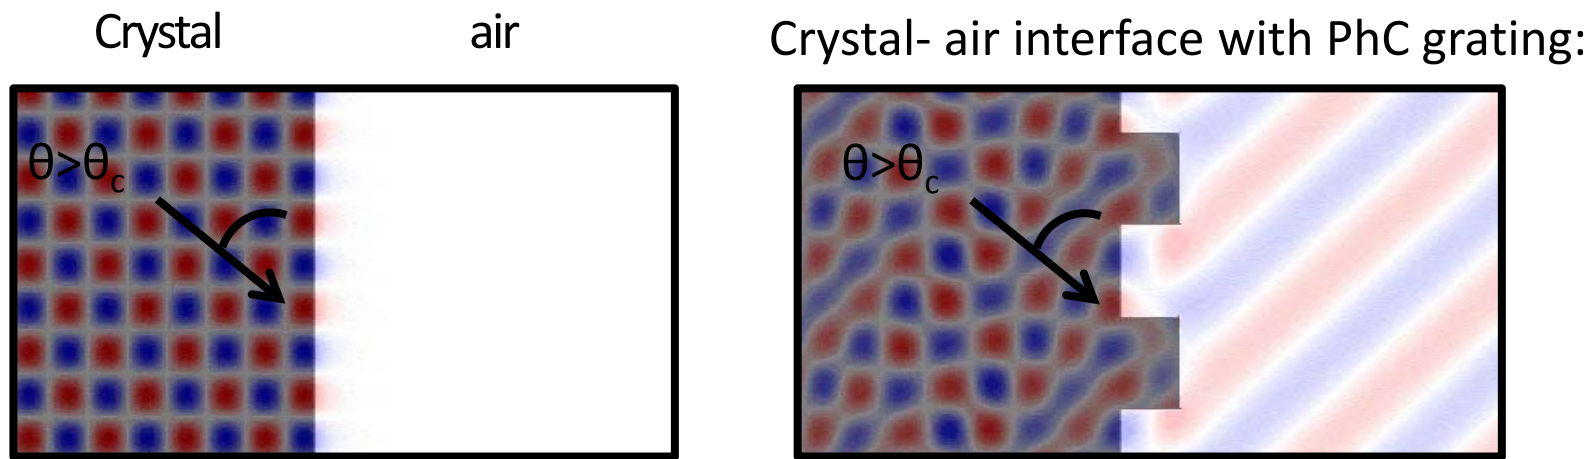 Crystal air
Crystal- air interface with PhC grating:
θ>θc
θ>θc